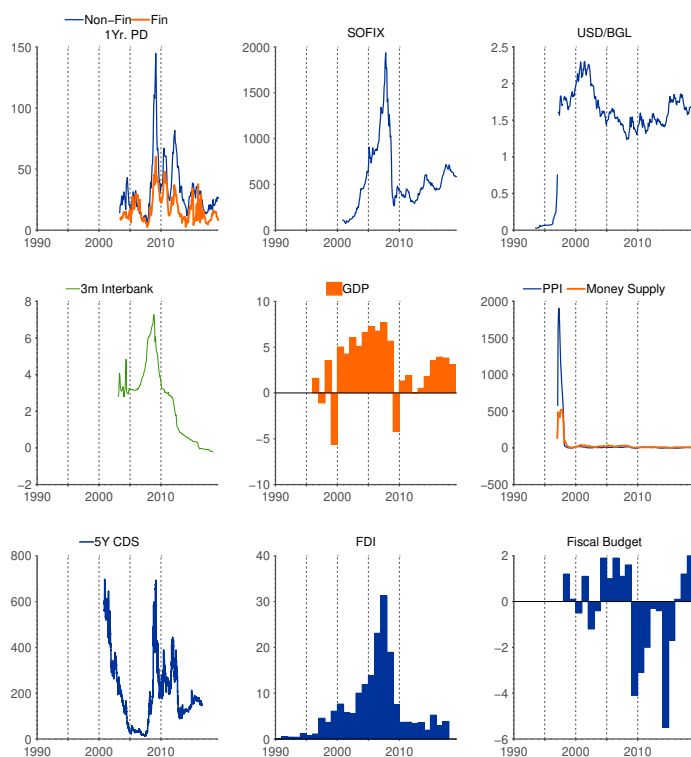 Non-Fin Fin
1Yr. PD
150
100
50
0
1990 2000 2010
SOFIX
2000
1500
1000
500
0
1990 2000 2010
USD/BGL
2.5
2
1.5
1
0.5
0
1990 2000 2010
3m Interbank
8
6
4
2
0
−2
1990 2000 2010
GDP
10
5
0
−5
−10
1990 2000 2010
PPI Money Supply
2000
1500
1000
500
0
−500
1990 2000 2010
5Y CDS
800
600
400
200
0
1990 2000 2010
FDI
40
30
20
10
0
1990 2000 2010
Fiscal Budget
2
0
−2
−4
−6
1990 2000 2010